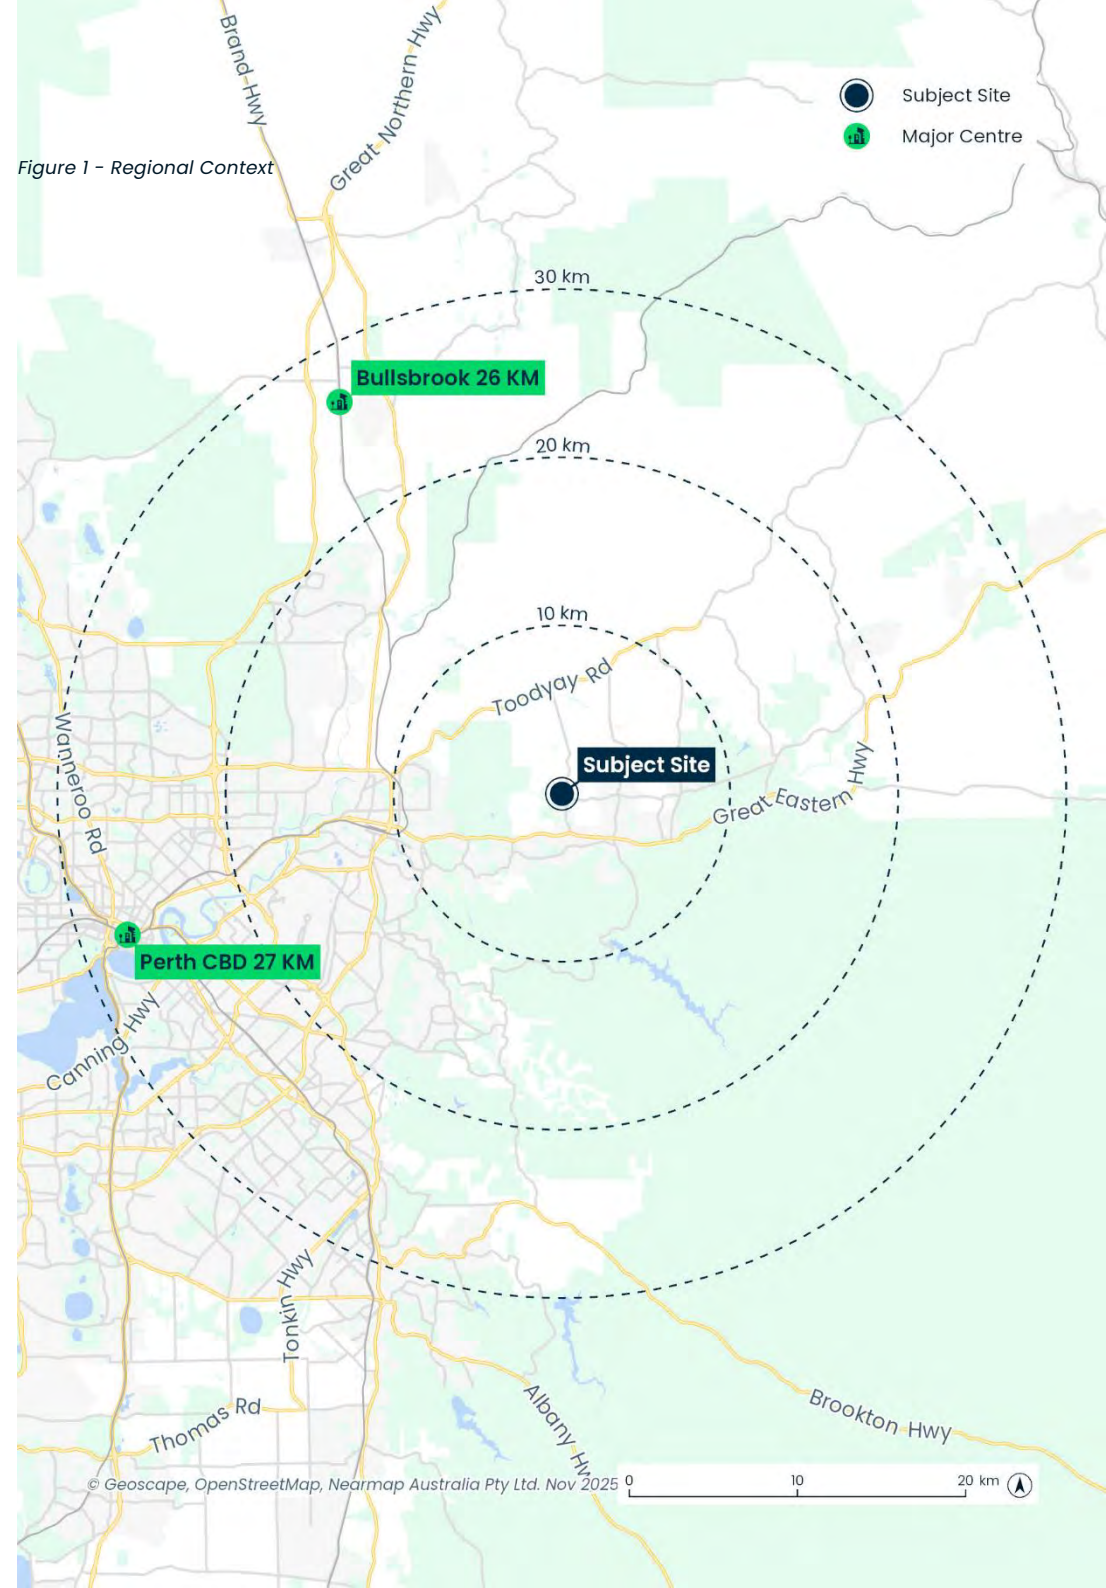 Brand Hwy
Great Northern Hwy
Subject Site
Major Centre
Figure 1 - Regional Context
30 km
Bullsbrook 26 KM
20 km
10 km
Toodyay Rd
Wanneroo Rd
Subject Site
Great Eastern Hwy
Perth CBD 27 KM
Canning Hwy
Tonkin Hwy
Thomas Rd
Albany Hw
Brookton Hwy
© Geoscape, OpenStreetMap, Nearmap Australia Pty Ltd. Nov 2025
0 10 20 km